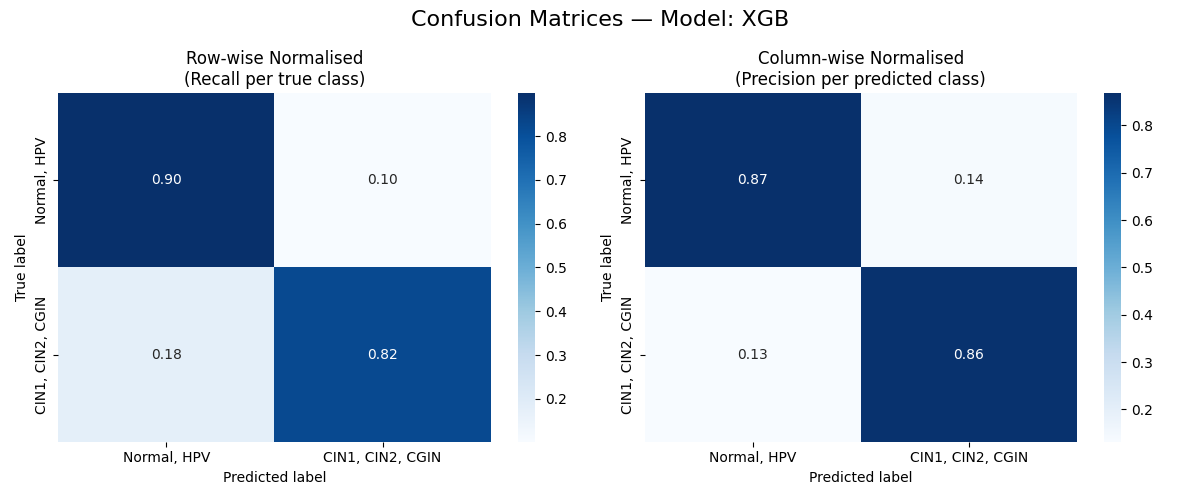 Confusion Matrices — Model: XGB
Row-wise Normalised
(Recall per true class)
True label
Normal, HPV
CIN1, CIN2, CGIN
0.90
0.10
0.18
0.82
Normal, HPV
CIN1, CIN2, CGIN
Predicted label
0.8
0.7
0.6
0.5
0.4
0.3
0.2
Column-wise Normalised
(Precision per predicted class)
True label
Normal, HPV
CIN1, CIN2, CGIN
0.87
0.14
0.13
0.86
Normal, HPV
CIN1, CIN2, CGIN
Predicted label
0.8
0.7
0.6
0.5
0.4
0.3
0.2